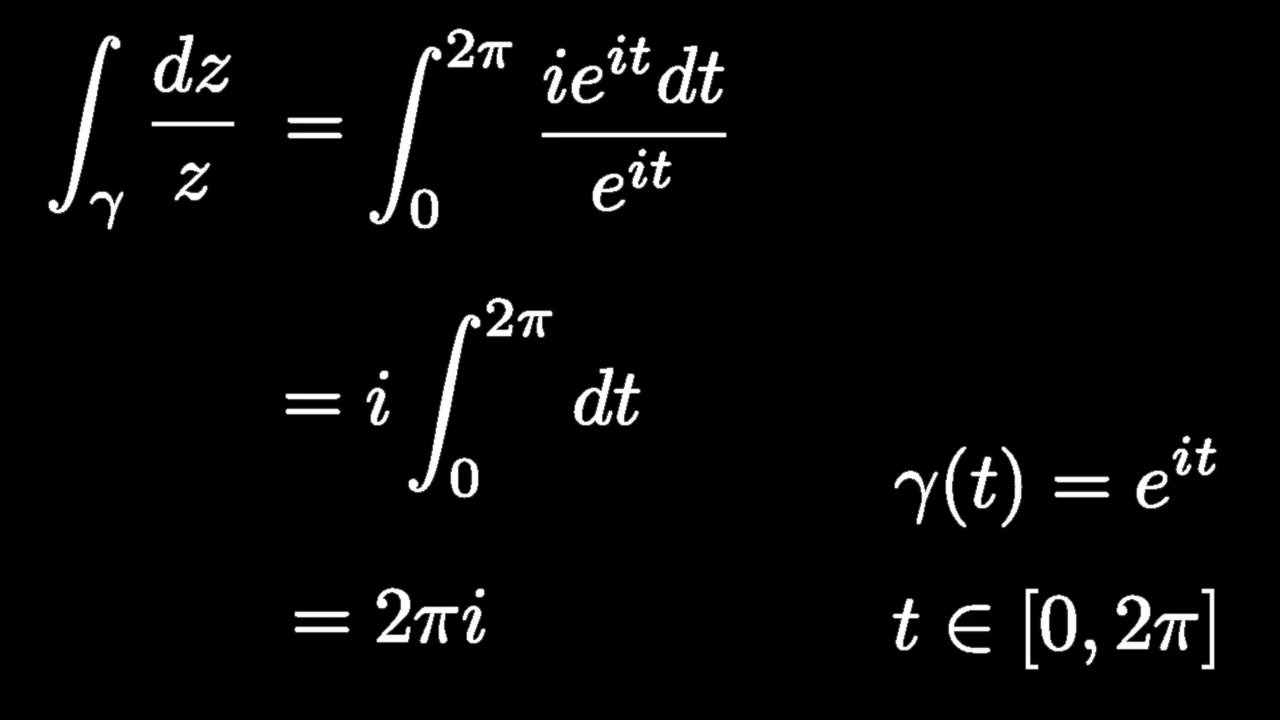 ∫_γ dz/z = ∫_0^{2π} ie^{it}dt/e^{it}
= i ∫_0^{2π} dt
γ(t) = e^{it}
= 2πi
t ∈ [0, 2π]